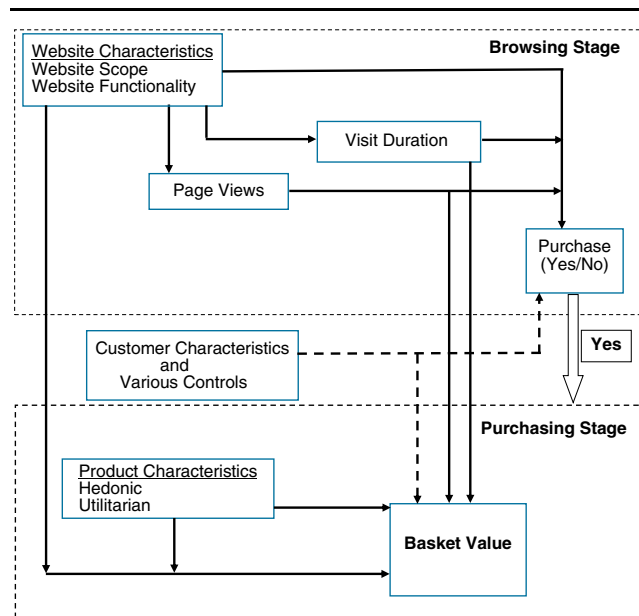 Website Characteristics
Website Scope
Website Functionality
Browsing Stage
Visit Duration
Page Views
Purchase
(Yes/No)
Customer Characteristics
and
Various Controls
Yes
Purchasing Stage
Product Characteristics
Hedonic
Utilitarian
Basket Value